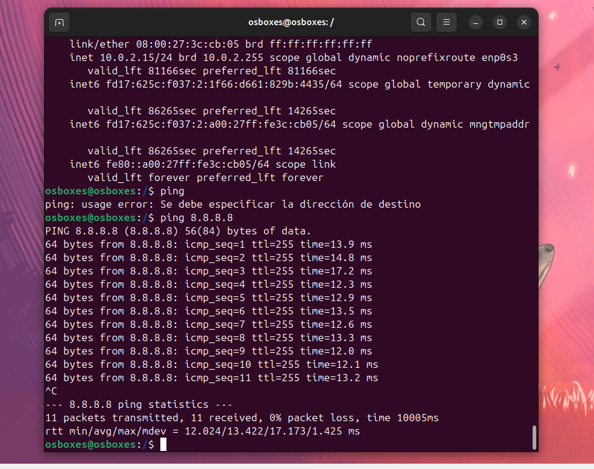 osboxes@osboxes: /
link/ether 08:00:27:3c:cb:05 brd ff:ff:ff:ff:ff:ff
inet 10.0.2.15/24 brd 10.0.2.255 scope global dynamic noprefixroute enp0s3
valid_lft 81166sec preferred_lft 81166sec
inet6 fd17:625c:f037:2:1f66:d661:829b:4435/64 scope global temporary dynamic
valid_lft 86265sec preferred_lft 14265sec
inet6 fd17:625c:f037:2:a00:27ff:fe3c:cb05/64 scope global dynamic mngtmpaddr
valid_lft 86265sec preferred_lft 14265sec
inet6 fe80::a00:27ff:fe3c:cb05/64 scope link
valid_lft forever preferred_lft forever
osboxes@osboxes:/$ ping
ping: usage error: Se debe especificar la dirección de destino
osboxes@osboxes:/$ ping 8.8.8.8
PING 8.8.8.8 (8.8.8.8) 56(84) bytes of data.
64 bytes from 8.8.8.8: icmp_seq=1 ttl=255 time=13.9 ms
64 bytes from 8.8.8.8: icmp_seq=2 ttl=255 time=14.8 ms
64 bytes from 8.8.8.8: icmp_seq=3 ttl=255 time=17.2 ms
64 bytes from 8.8.8.8: icmp_seq=4 ttl=255 time=12.3 ms
64 bytes from 8.8.8.8: icmp_seq=5 ttl=255 time=12.9 ms
64 bytes from 8.8.8.8: icmp_seq=6 ttl=255 time=13.5 ms
64 bytes from 8.8.8.8: icmp_seq=7 ttl=255 time=12.6 ms
64 bytes from 8.8.8.8: icmp_seq=8 ttl=255 time=13.3 ms
64 bytes from 8.8.8.8: icmp_seq=9 ttl=255 time=12.0 ms
64 bytes from 8.8.8.8: icmp_seq=10 ttl=255 time=12.1 ms
64 bytes from 8.8.8.8: icmp_seq=11 ttl=255 time=13.2 ms
^C
--- 8.8.8.8 ping statistics ---
11 packets transmitted, 11 received, 0% packet loss, time 10005ms
rtt min/avg/max/mdev = 12.024/13.422/17.173/1.425 ms
osboxes@osboxes:/$